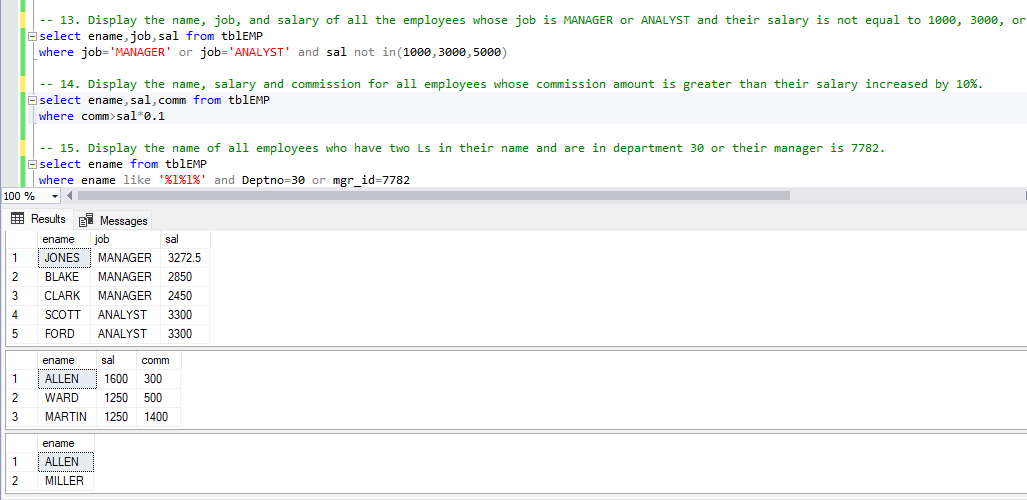 -- 13. Display the name, job, and salary of all the employees whose job is MANAGER or ANALYST and their salary is not equal to 1000, 3000, or
select ename,job,sal from tblEMP
where job='MANAGER' or job='ANALYST' and sal not in(1000,3000,5000)
-- 14. Display the name, salary and commission for all employees whose commission amount is greater than their salary increased by 10%.
select ename,sal,comm from tblEMP
where comm>sal*0.1
-- 15. Display the name of all employees who have two Ls in their name and are in department 30 or their manager is 7782.
select ename from tblEMP
where ename like '%l%l%' and Deptno=30 or mgr_id=7782
100 %
Results Messages
ename job sal
1 JONES MANAGER 3272.5
2 BLAKE MANAGER 2850
3 CLARK MANAGER 2450
4 SCOTT ANALYST 3300
5 FORD ANALYST 3300
ename sal comm
1 ALLEN 1600 300
2 WARD 1250 500
3 MARTIN 1250 1400
ename
1 ALLEN
2 MILLER